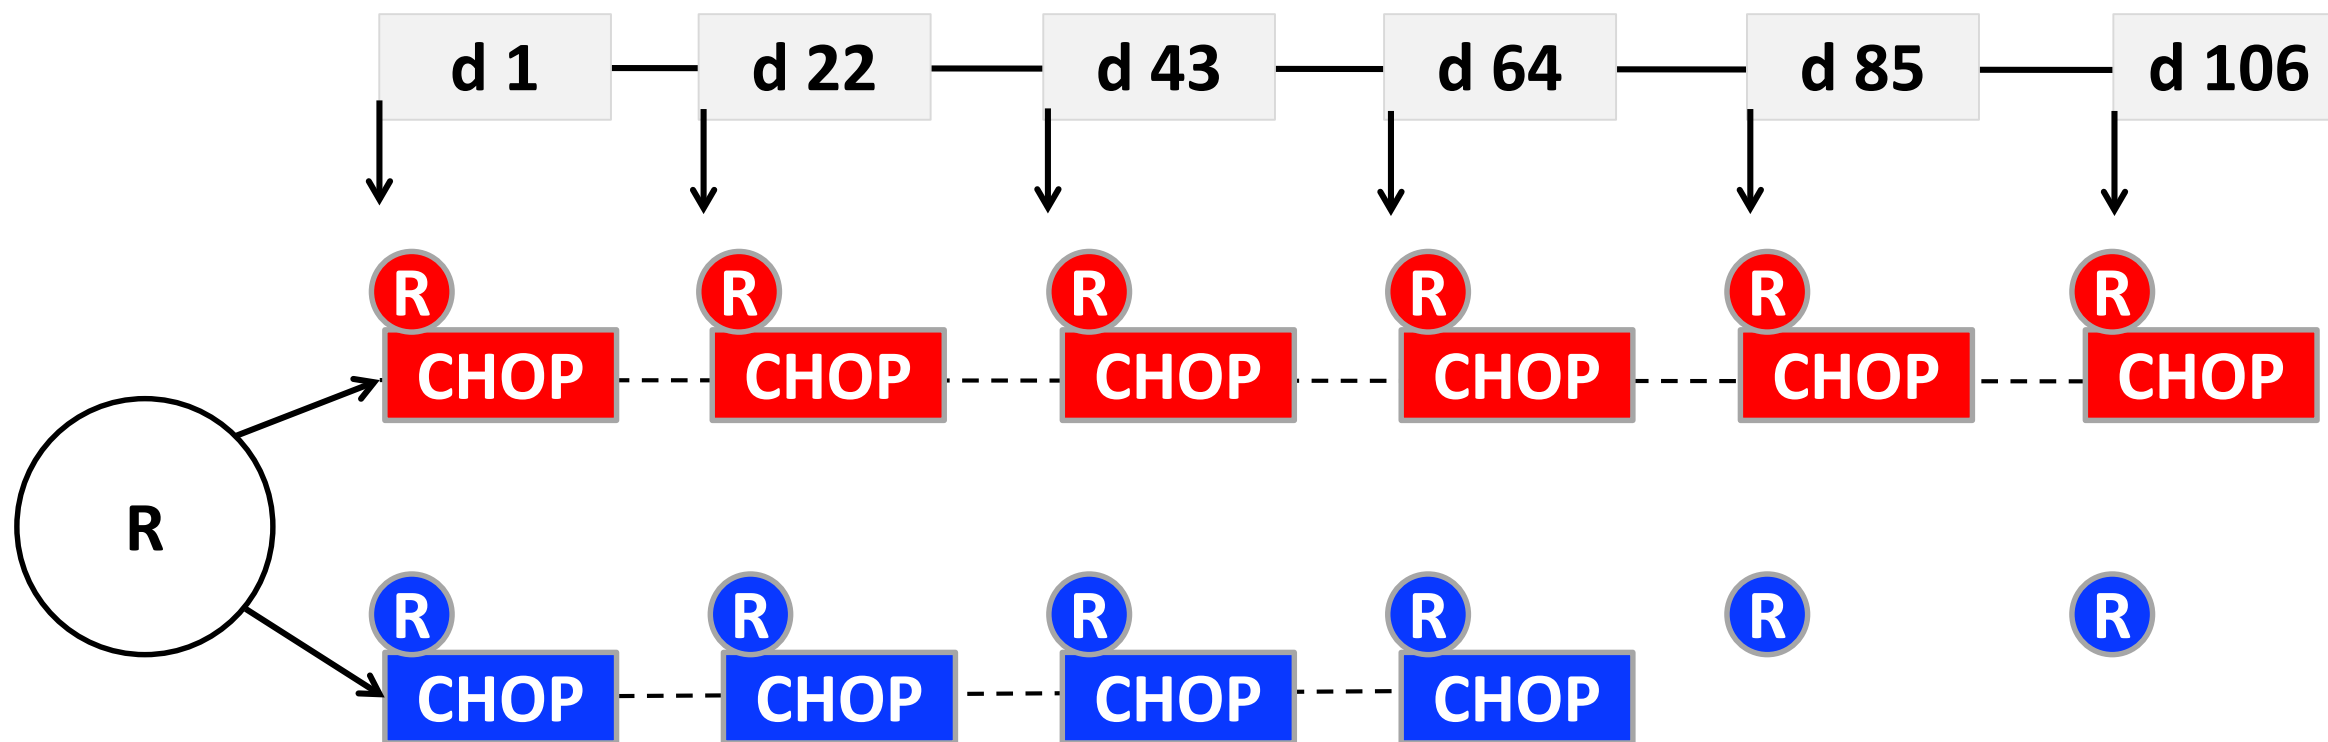 d 1 d 22 d 43 d 64 d 85 d 106
R R R R R R
CHOP CHOP CHOP CHOP CHOP CHOP
R
R R R R R R
CHOP CHOP CHOP CHOP